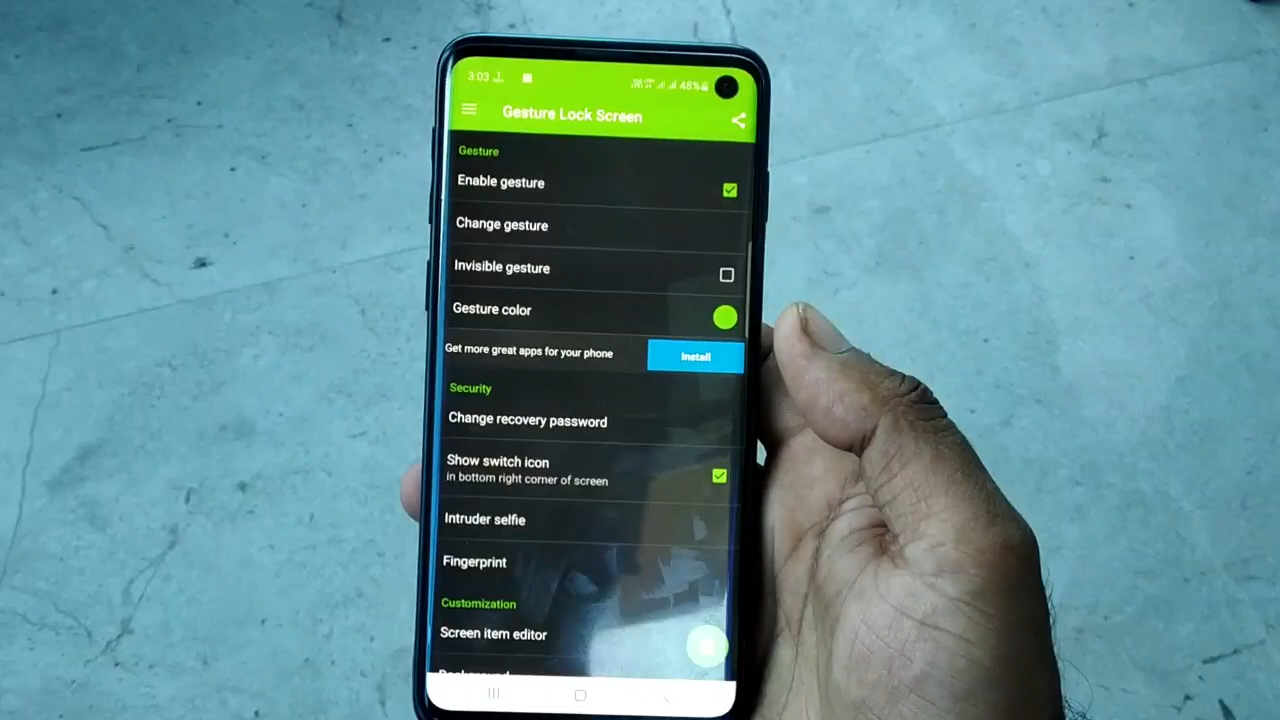 3:03
48%
Gesture Lock Screen
Gesture
Enable gesture
Change gesture
Invisible gesture
Gesture color
Get more great apps for your phone
Install
Security
Change recovery password
Show switch icon
in bottom right corner of screen
Intruder selfie
Fingerprint
Customization
Screen item editor